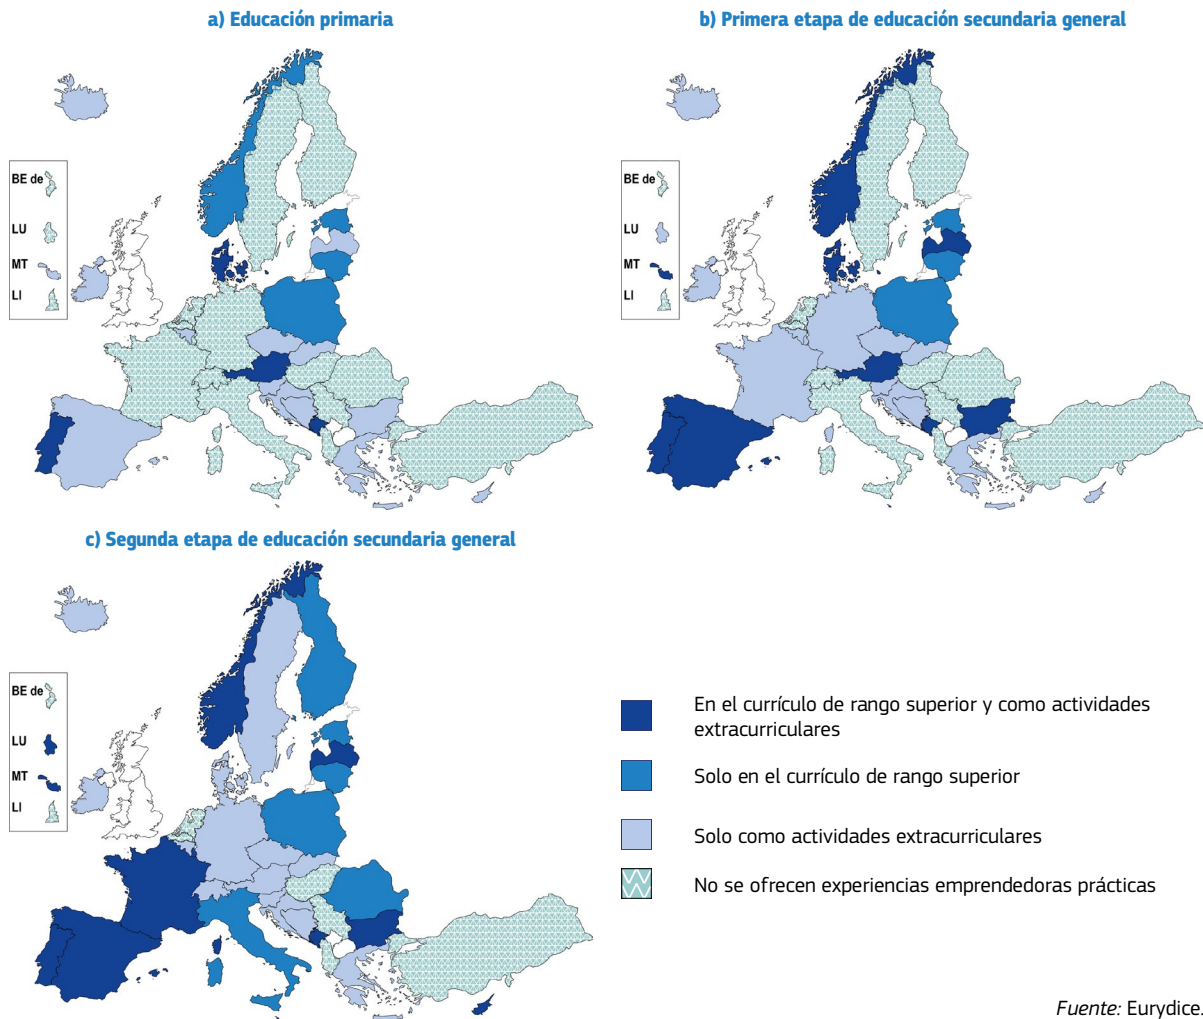 a) Educación primaria
b) Primera etapa de educación secundaria general
BE de
LU
MT
LI
BE de
LU
MT
LI
c) Segunda etapa de educación secundaria general
BE de
LU
MT
LI
En el currículo de rango superior y como actividades
extracurriculares
Solo en el currículo de rango superior
Solo como actividades extracurriculares
No se ofrecen experiencias emprendedoras prácticas
Fuente: Eurydice.